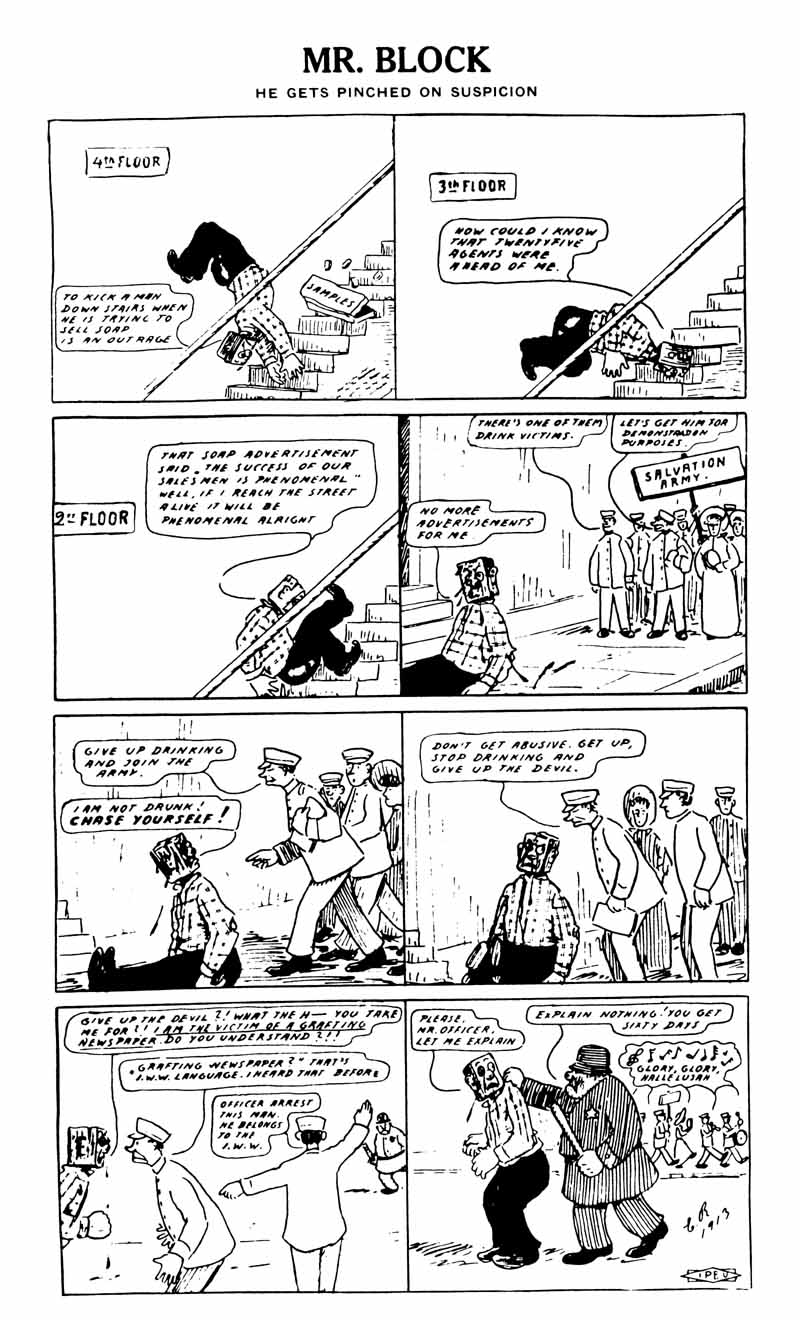 MR. BLOCK
HE GETS PINCHED ON SUSPICION
4TH FLOOR
TO KICK A MAN
DOWN STAIRS WHEN
HE IS TRYING TO
SELL SOAP
IS AN OUTRAGE
SAMPLES
3TH FLOOR
HOW COULD I KNOW
THAT TWENTYFIVE
AGENTS WERE
AHEAD OF ME.
2ND FLOOR
THAT SOAP ADVERTISEMENT
SAID "THE SUCCESS OF OUR
SALESMEN IS PHENOMENAL"
WELL, IF I REACH THE STREET
ALIVE IT WILL BE
PHENOMENAL ALRIGHT
THERE'S ONE OF THEM
DRINK VICTIMS.
LET'S GET HIM FOR
DEMONSTRATION
PURPOSES.
SALVATION
ARMY.
NO MORE
ADVERTISEMENTS
FOR ME
GIVE UP DRINKING
AND JOIN THE
ARMY.
I AM NOT DRUNK!
CHASE YOURSELF!
DON'T GET ABUSIVE. GET UP,
STOP DRINKING AND
GIVE UP THE DEVIL.
GIVE UP THE DEVIL?! WHAT THE H— YOU TAKE
ME FOR?! I AM THE VICTIM OF A GRAFTING
NEWSPAPER. DO YOU UNDERSTAND?!!
"GRAFTING NEWSPAPER?" THAT'S
I.W.W. LANGUAGE. I HEARD THAT BEFORE
OFFICER ARREST
THIS MAN.
HE BELONGS
TO THE
I.W.W.
PLEASE,
MR. OFFICER,
LET ME EXPLAIN
EXPLAIN NOTHING! YOU GET
SIXTY DAYS
GLORY, GLORY,
HALLELUJAH
E R
1913
I.P.E.U.